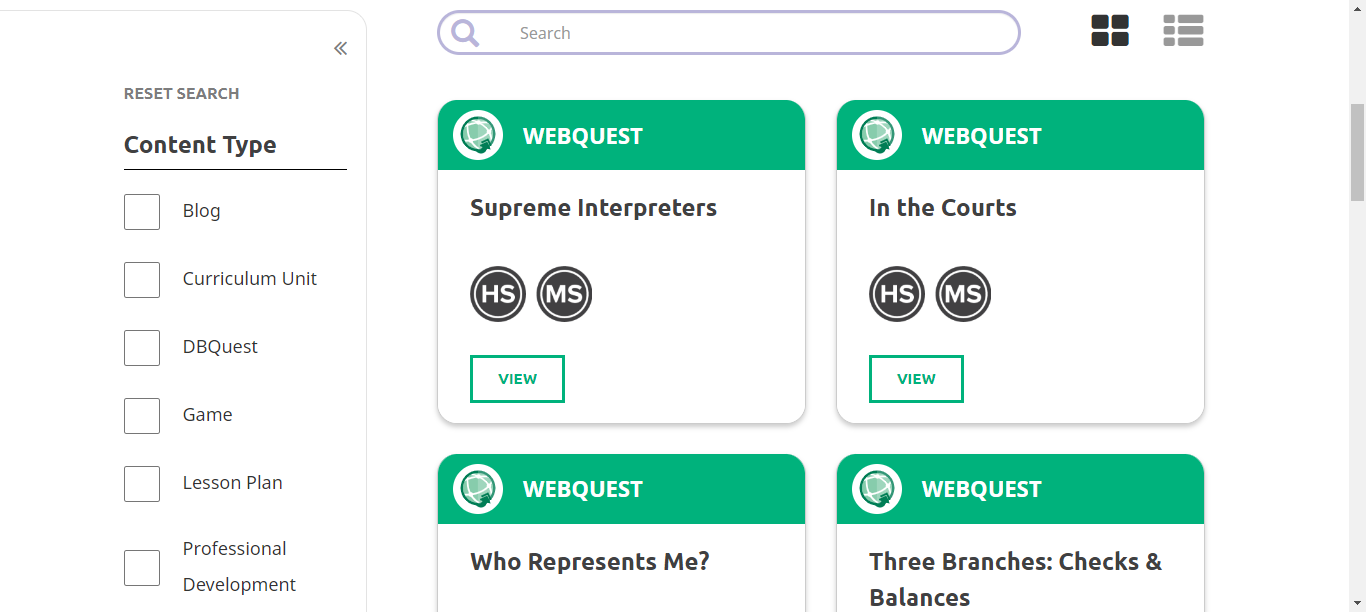 Search
RESET SEARCH
Content Type
Blog
Curriculum Unit
DBQuest
Game
Lesson Plan
Professional
Development
WEBQUEST
Supreme Interpreters
HS MS
VIEW
WEBQUEST
In the Courts
HS MS
VIEW
WEBQUEST
Who Represents Me?
WEBQUEST
Three Branches: Checks &
Balances